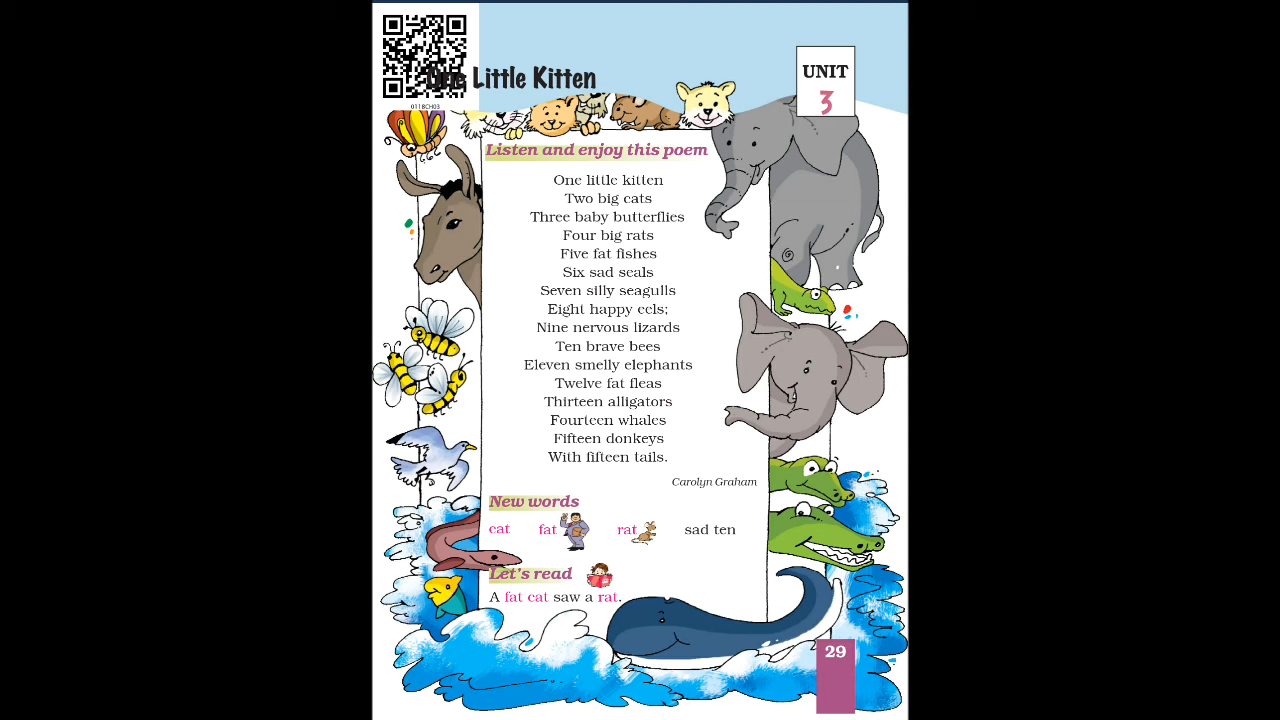 One Little Kitten
UNIT
3
0118CH03
Listen and enjoy this poem
One little kitten
Two big cats
Three baby butterflies
Four big rats
Five fat fishes
Six sad seals
Seven silly seagulls
Eight happy eels;
Nine nervous lizards
Ten brave bees
Eleven smelly elephants
Twelve fat fleas
Thirteen alligators
Fourteen whales
Fifteen donkeys
With fifteen tails.
Carolyn Graham
New words
cat fat rat sad ten
Let's read
A fat cat saw a rat.
29